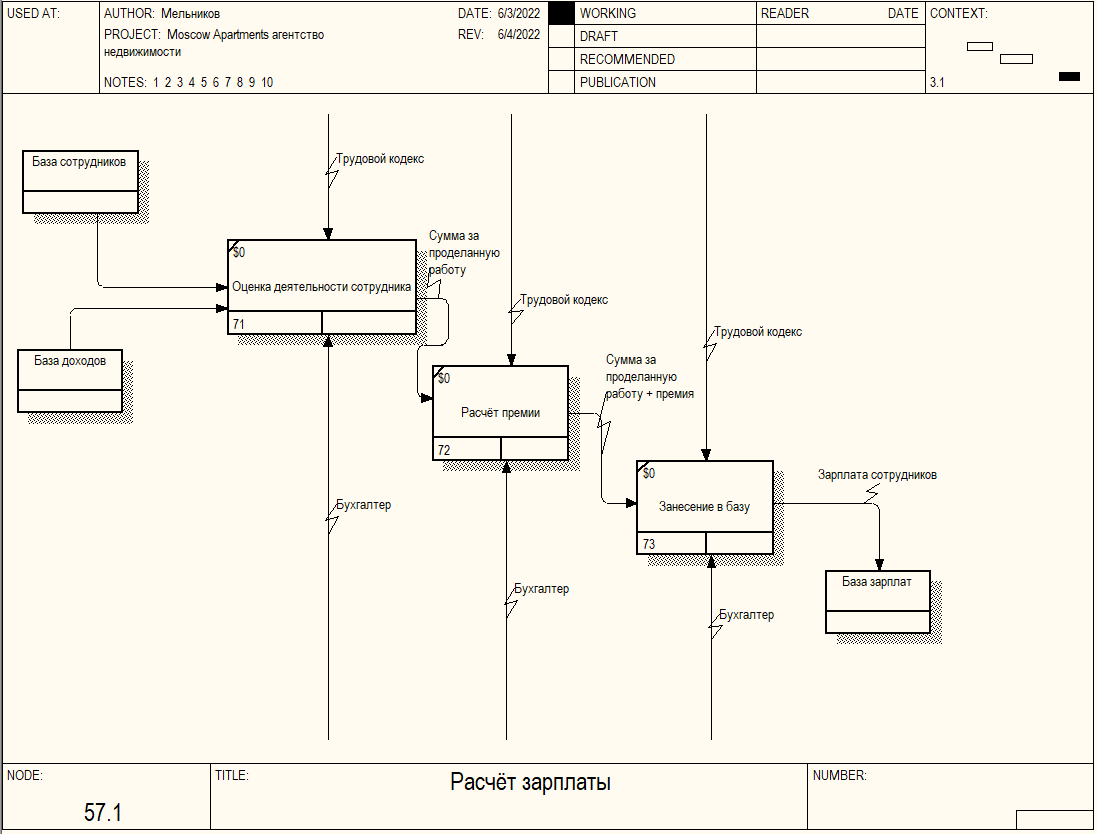 USED AT:
AUTHOR: Мельников
DATE: 6/3/2022
PROJECT: Moscow Apartments агентство
недвижимости
REV: 6/4/2022
NOTES: 1 2 3 4 5 6 7 8 9 10
WORKING
DRAFT
RECOMMENDED
PUBLICATION
READER
DATE
CONTEXT:
3.1
База сотрудников
Трудовой кодекс
Сумма за
проделанную
работу
$0
Оценка деятельности сотрудника
71
Трудовой кодекс
База доходов
Трудовой кодекс
Сумма за
проделанную
работу + премия
$0
Расчёт премии
72
$0
Занесение в базу
73
Зарплата сотрудников
Бухгалтер
База зарплат
Бухгалтер
Бухгалтер
NODE:
57.1
TITLE:
Расчёт зарплаты
NUMBER: